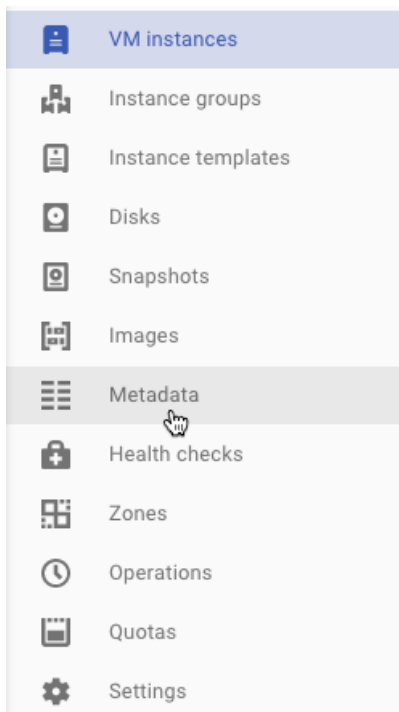 VM instances
Instance groups
Instance templates
Disks
Snapshots
Images
Metadata
Health checks
Zones
Operations
Quotas
Settings